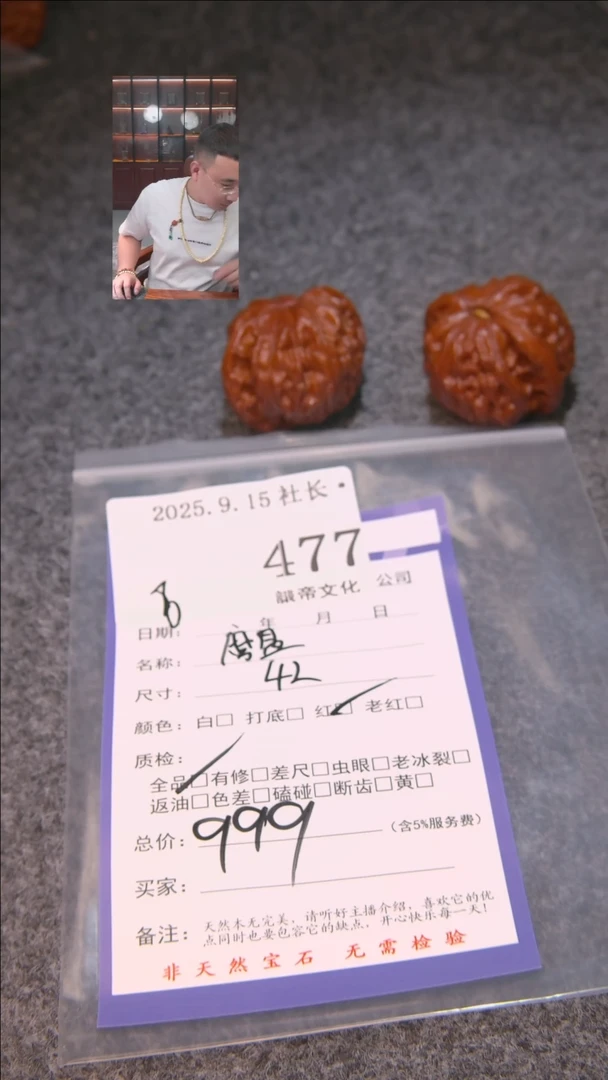 2025.9.15 社长
477
韻帝文化 公司
日期: 年 月 日
名称: 磨盘
尺寸: 42
颜色: 白□ 打底□ 红□ 老红□
质检:
全品□有修□差尺□虫眼□老冰裂□
返油□色差□磕碰□断齿□黄□
总价: 999 (含5%服务费)
买家:
备注: 天然木无完美, 请听好主播介绍, 喜欢它的优
点同时也要包容它的缺点, 开心快乐每一天!
非天然宝石 无需检验